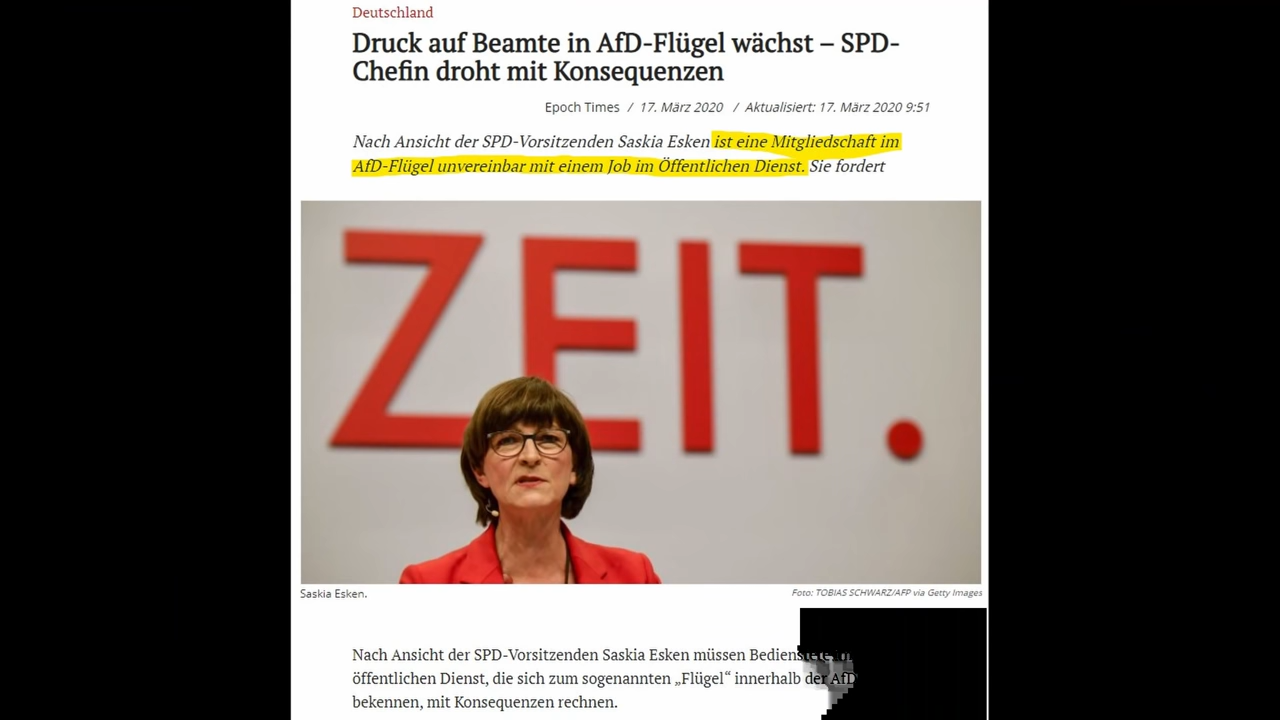 Deutschland
Druck auf Beamte in AfD-Flügel wächst – SPD-
Chefin droht mit Konsequenzen
Epoch Times / 17. März 2020 / Aktualisiert: 17. März 2020 9:51
Nach Ansicht der SPD-Vorsitzenden Saskia Esken ist eine Mitgliedschaft im
AfD-Flügel unvereinbar mit einem Job im Öffentlichen Dienst. Sie fordert
ZEIT.
Saskia Esken.
Foto: TOBIAS SCHWARZ/AFP via Getty Images
Nach Ansicht der SPD-Vorsitzenden Saskia Esken müssen
öffentlichen Dienst, die sich zum sogenannten „Flügel“ innerhalb der AfD
bekennen, mit Konsequenzen rechnen.